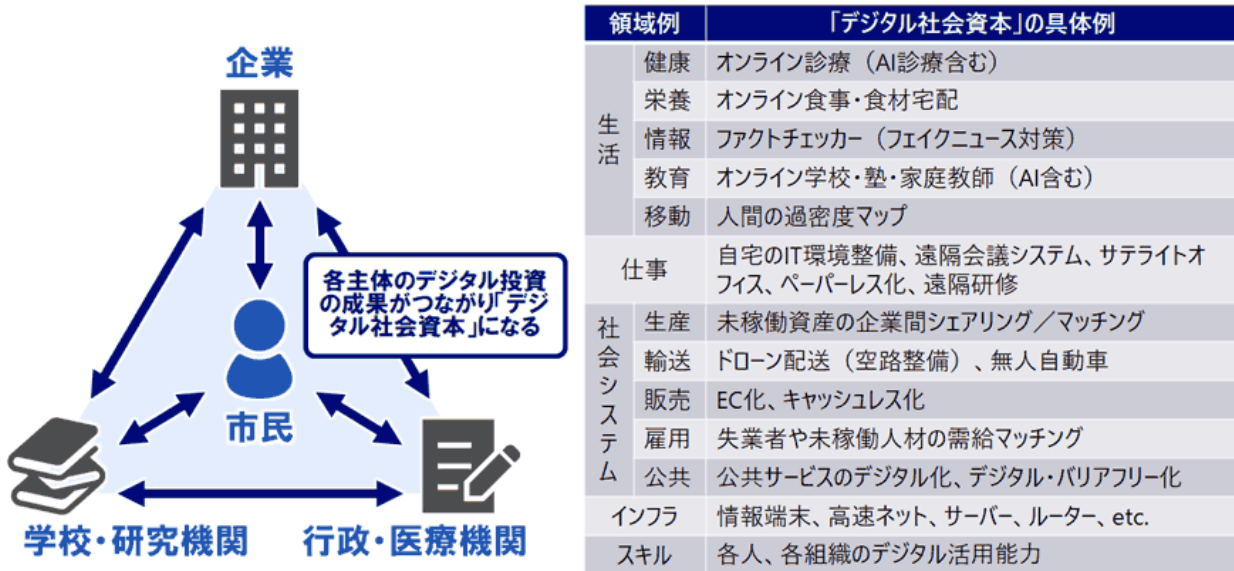 企業
各主体のデジタル投資
の成果がつながり「デジ
タル社会資本」になる
市民
学校・研究機関
行政・医療機関
領域例 「デジタル社会資本」の具体例
生活
健康 オンライン診療（AI診療含む）
栄養 オンライン食事・食材宅配
情報 ファクトチェッカー（フェイクニュース対策）
教育 オンライン学校・塾・家庭教師（AI含む）
移動 人間の過密度マップ
仕事 自宅のIT環境整備、遠隔会議システム、サテライトオ
フィス、ペーパーレス化、遠隔研修
社会システム
生産 未稼働資産の企業間シェアリング／マッチング
輸送 ドローン配送（空路整備）、無人自動車
販売 EC化、キャッシュレス化
雇用 失業者や未稼働人材の需給マッチング
公共 公共サービスのデジタル化、デジタル・バリアフリー化
インフラ 情報端末、高速ネット、サーバー、ルーター、etc.
スキル 各人、各組織のデジタル活用能力